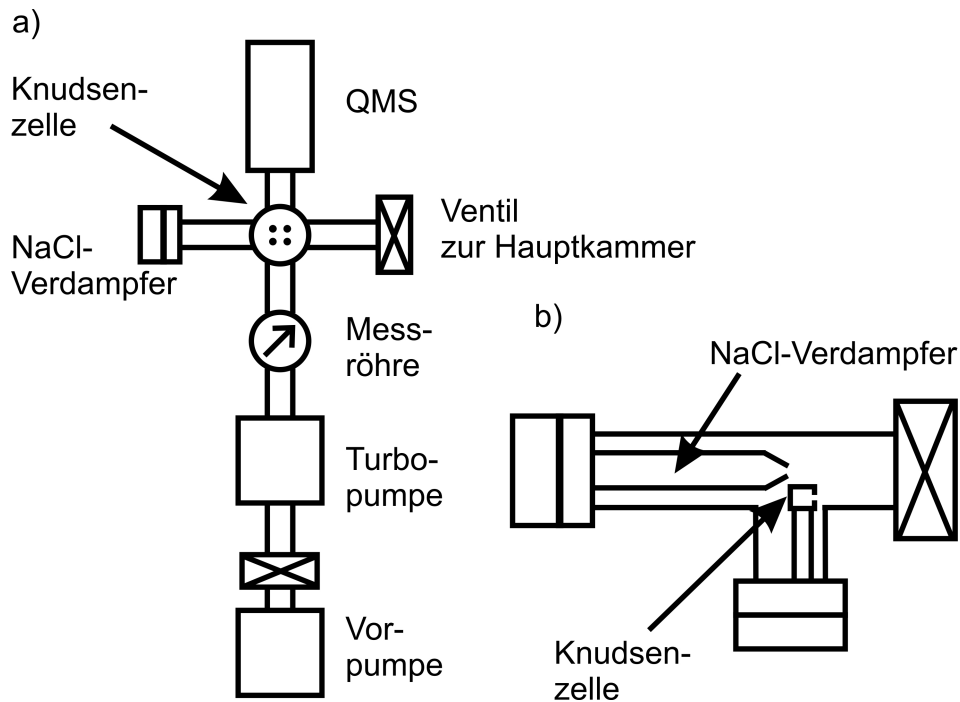 a)
Knudsen-
zelle
QMS
NaCl-
Verdampfer
Ventil
zur Hauptkammer
Mess-
röhre
Turbo-
pumpe
Vor-
pumpe
b)
NaCl-Verdampfer
Knudsen-
zelle